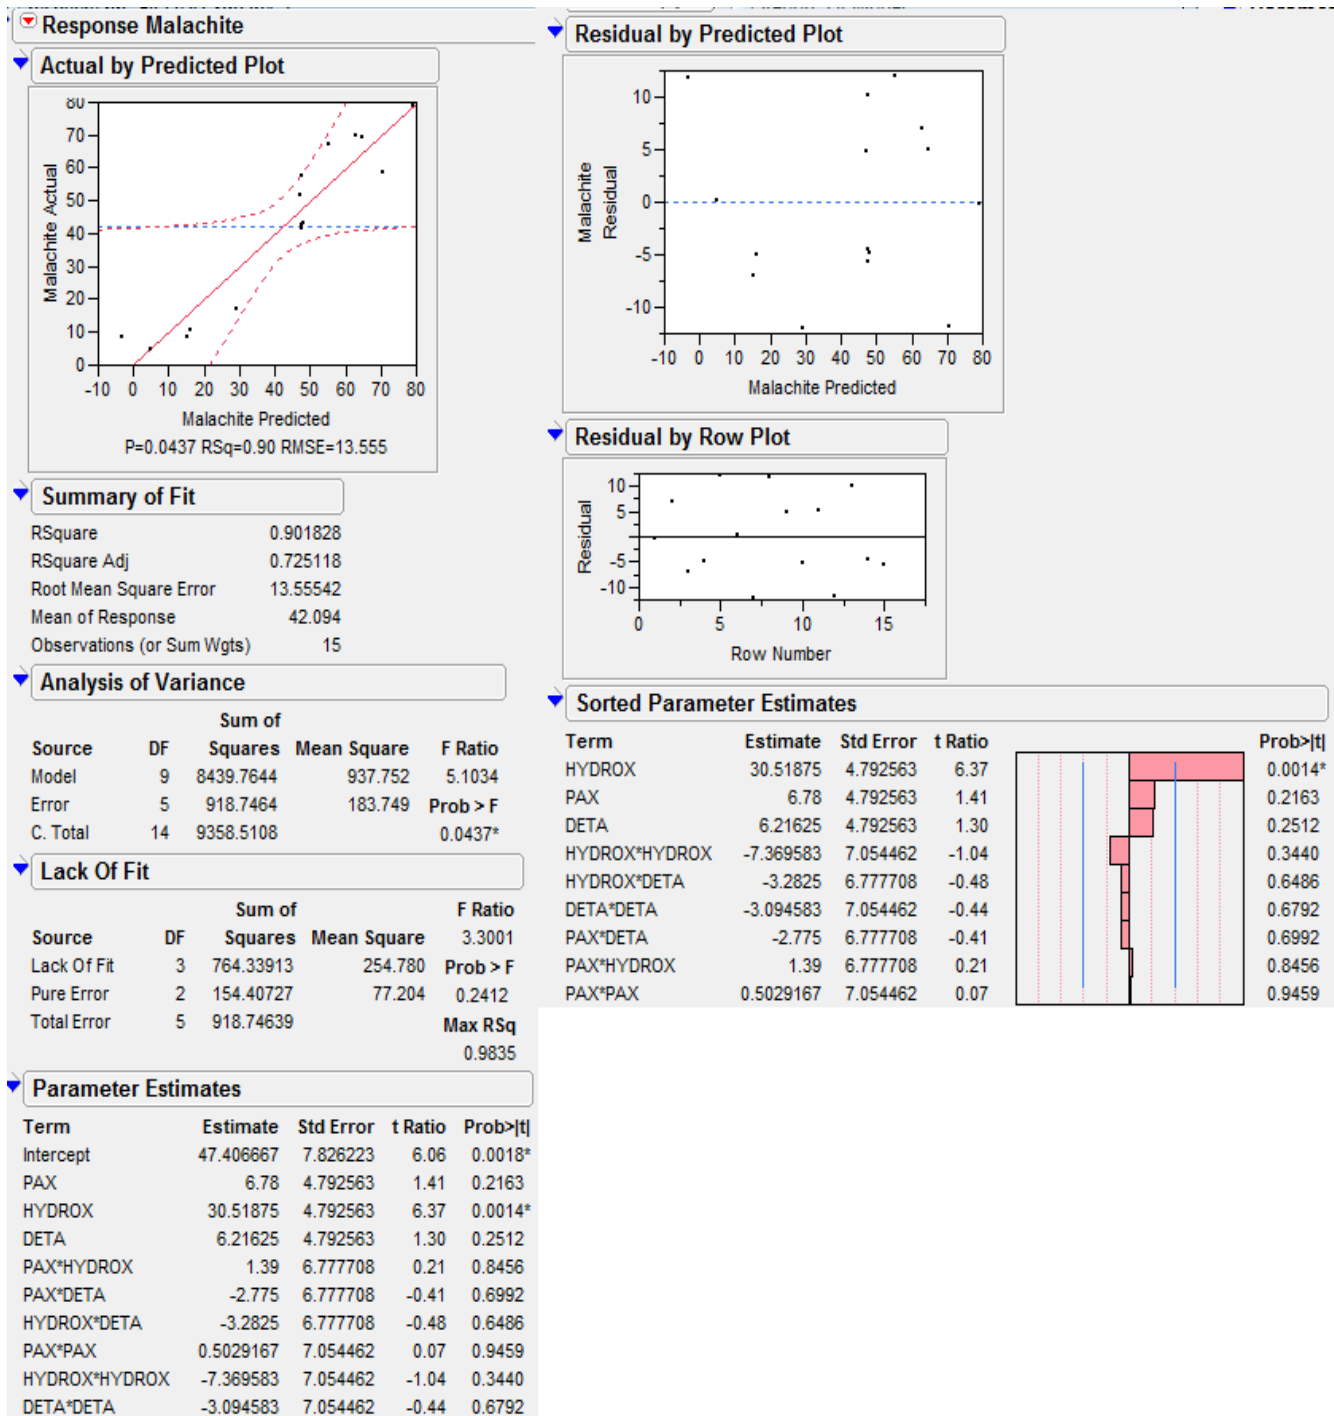 Response Malachite
Actual by Predicted Plot
80
70
60
50
40
30
20
10
0
Malachite Actual
-10 0 10 20 30 40 50 60 70 80
Malachite Predicted
P=0.0437 RSq=0.90 RMSE=13.555
Summary of Fit
RSquare 0.901828
RSquare Adj 0.725118
Root Mean Square Error 13.55542
Mean of Response 42.094
Observations (or Sum Wgts) 15
Analysis of Variance
Sum of
Source DF Squares Mean Square F Ratio
Model 9 8439.7644 937.752 5.1034
Error 5 918.7464 183.749 Prob > F
C. Total 14 9358.5108 0.0437*
Lack Of Fit
Sum of F Ratio
Source DF Squares Mean Square 3.3001
Lack Of Fit 3 764.33913 254.780 Prob > F
Pure Error 2 154.40727 77.204 0.2412
Total Error 5 918.74639 Max RSq
0.9835
Parameter Estimates
Term Estimate Std Error t Ratio Prob>|t|
Intercept 47.406667 7.826223 6.06 0.0018*
PAX 6.78 4.792563 1.41 0.2163
HYDROX 30.51875 4.792563 6.37 0.0014*
DETA 6.21625 4.792563 1.30 0.2512
PAX*HYDROX 1.39 6.777708 0.21 0.8456
PAX*DETA -2.775 6.777708 -0.41 0.6992
HYDROX*DETA -3.2825 6.777708 -0.48 0.6486
PAX*PAX 0.5029167 7.054462 0.07 0.9459
HYDROX*HYDROX -7.369583 7.054462 -1.04 0.3440
DETA*DETA -3.094583 7.054462 -0.44 0.6792
Residual by Predicted Plot
10
5
0
-5
-10
Malachite
Residual
-10 0 10 20 30 40 50 60 70 80
Malachite Predicted
Residual by Row Plot
10
5
-5
-10
Residual
0 5 10 15
Row Number
Sorted Parameter Estimates
Term Estimate Std Error t Ratio Prob>|t|
HYDROX 30.51875 4.792563 6.37 0.0014*
PAX 6.78 4.792563 1.41 0.2163
DETA 6.21625 4.792563 1.30 0.2512
HYDROX*HYDROX -7.369583 7.054462 -1.04 0.3440
HYDROX*DETA -3.2825 6.777708 -0.48 0.6486
DETA*DETA -3.094583 7.054462 -0.44 0.6792
PAX*DETA -2.775 6.777708 -0.41 0.6992
PAX*HYDROX 1.39 6.777708 0.21 0.8456
PAX*PAX 0.5029167 7.054462 0.07 0.9459